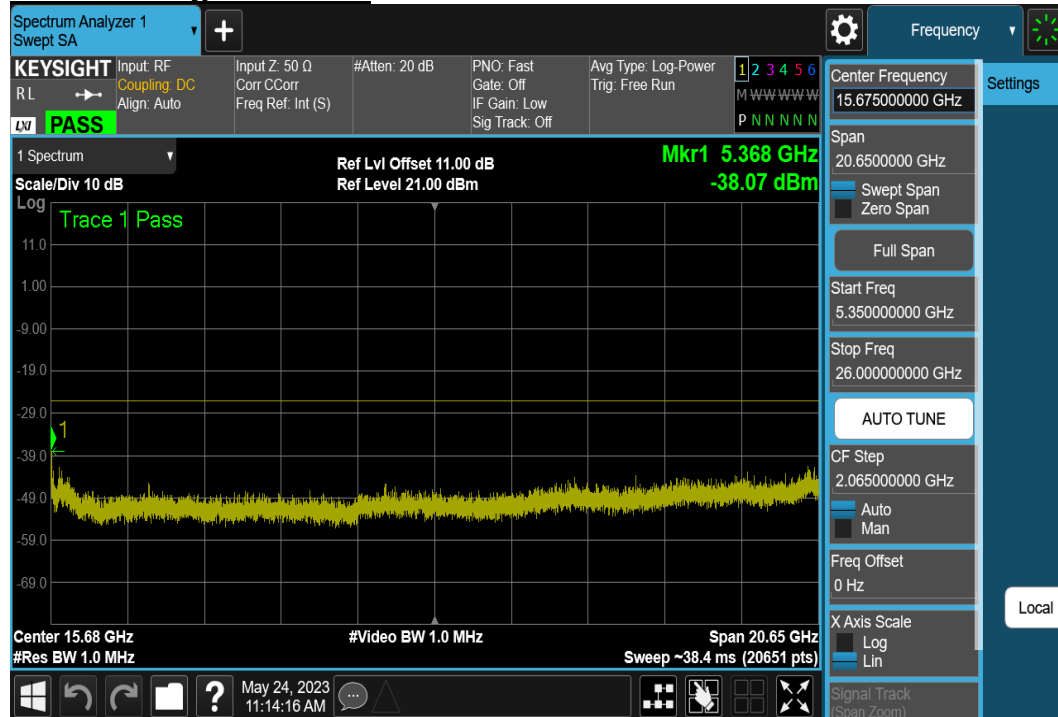 Spectrum Analyzer 1
Swept SA
+
Frequency
KEYSIGHT
R L
LXI PASS
Input: RF
Coupling: DC
Align: Auto
Input Z: 50 Ω
Corr CCorr
Freq Ref: Int (S)
#Atten: 20 dB
PNO: Fast
Gate: Off
IF Gain: Low
Sig Track: Off
Avg Type: Log-Power
Trig: Free Run
1 2 3 4 5 6
M W W W W W
P N N N N N
1 Spectrum
Scale/Div 10 dB
Ref Lvl Offset 11.00 dB
Ref Level 21.00 dBm
Mkr1 5.368 GHz
-38.07 dBm
Log
Trace 1 Pass
11.0
1.00
-9.00
-19.0
-29.0
1
-39.0
-49.0
-59.0
-69.0
Center 15.68 GHz
#Res BW 1.0 MHz
#Video BW 1.0 MHz
Span 20.65 GHz
Sweep ~38.4 ms (20651 pts)
Center Frequency
15.675000000 GHz
Span
20.6500000 GHz
Swept Span
Zero Span
Full Span
Start Freq
5.350000000 GHz
Stop Freq
26.000000000 GHz
AUTO TUNE
CF Step
2.065000000 GHz
Auto
Man
Freq Offset
0 Hz
X Axis Scale
Log
Lin
Signal Track
(Span Zoom)
Settings
Local
?
May 24, 2023
11:14:16 AM